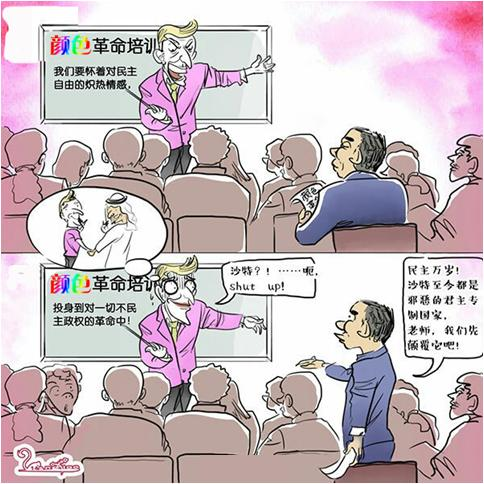 颜色革命培训
我们要怀着对民主
自由的炽热情感，
颜色革命培训
投身到对一切不民
主政权的革命中！
沙特？！……呃，
shut up!
民主万岁！
沙特至今都是
邪恶的君主专
制国家，
老师，我们先
颠覆它吧！